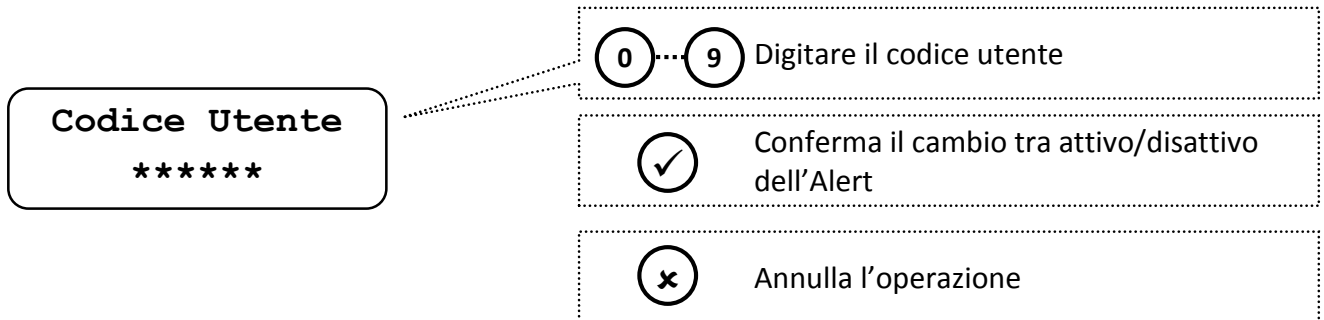 Codice Utente
******
0 9 Digitare il codice utente
✓ Conferma il cambio tra attivo/disattivo
dell’Alert
✘ Annulla l’operazione